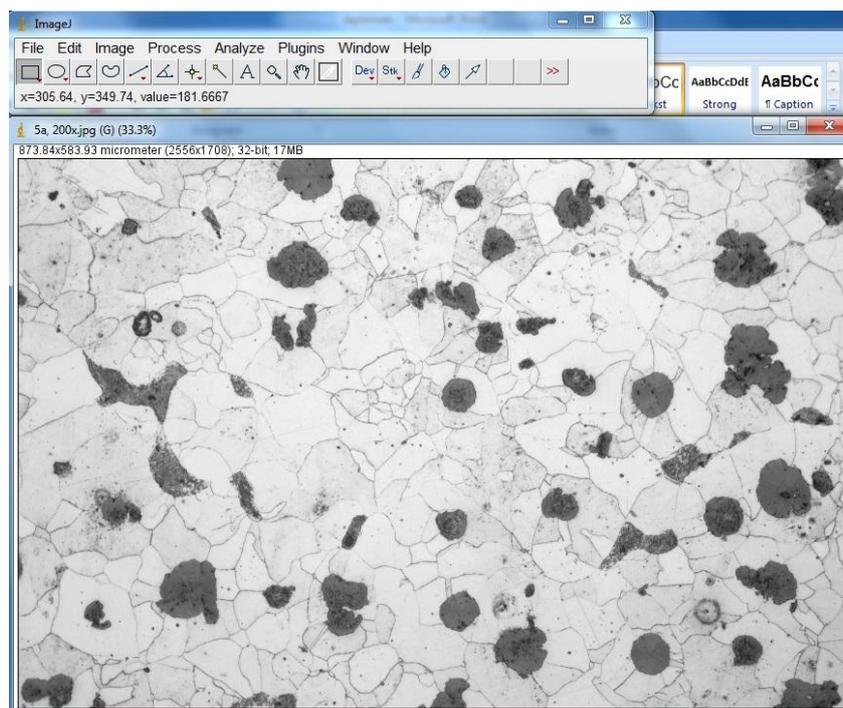 ImageJ
File Edit Image Process Analyze Plugins Window Help
A Dev Stk >>
x=305.64, y=349.74, value=181.6667
AaBbCcDdE AaBbCc
Strong ¶ Caption
5a, 200x.jpg (G) (33.3%)
873.84x583.93 micrometer (2556x1708); 32-bit; 17MB